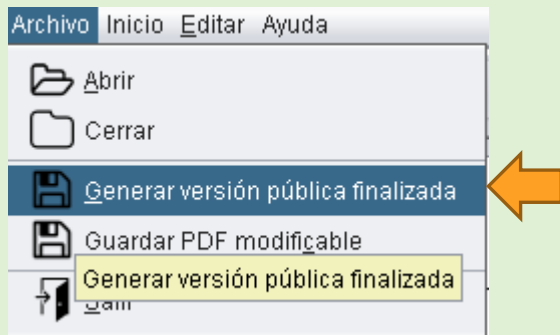 Archivo Inicio Editar Ayuda
Abrir
Cerrar
Generar versión pública finalizada
Guardar PDF modificable
Generar versión pública finalizada